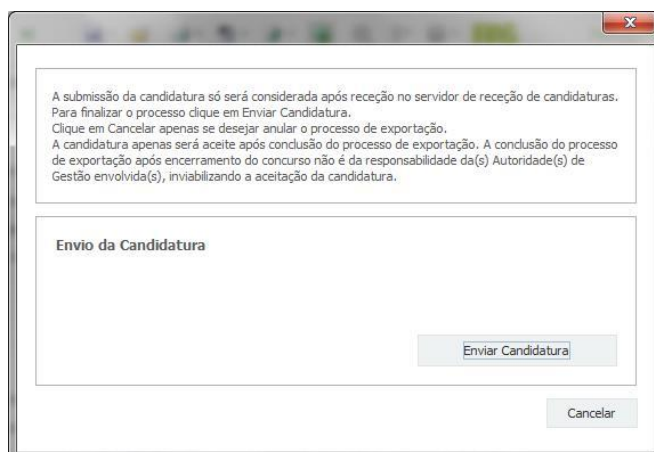 A submissão da candidatura só será considerada após receção no servidor de receção de candidaturas.
Para finalizar o processo clique em Enviar Candidatura.
Clique em Cancelar apenas se desejar anular o processo de exportação.
A candidatura apenas será aceite após conclusão do processo de exportação. A conclusão do processo
de exportação após encerramento do concurso não é da responsabilidade da(s) Autoridade(s) de
Gestão envolvida(s), inviabilizando a aceitação da candidatura.
Envio da Candidatura
Enviar Candidatura
Cancelar